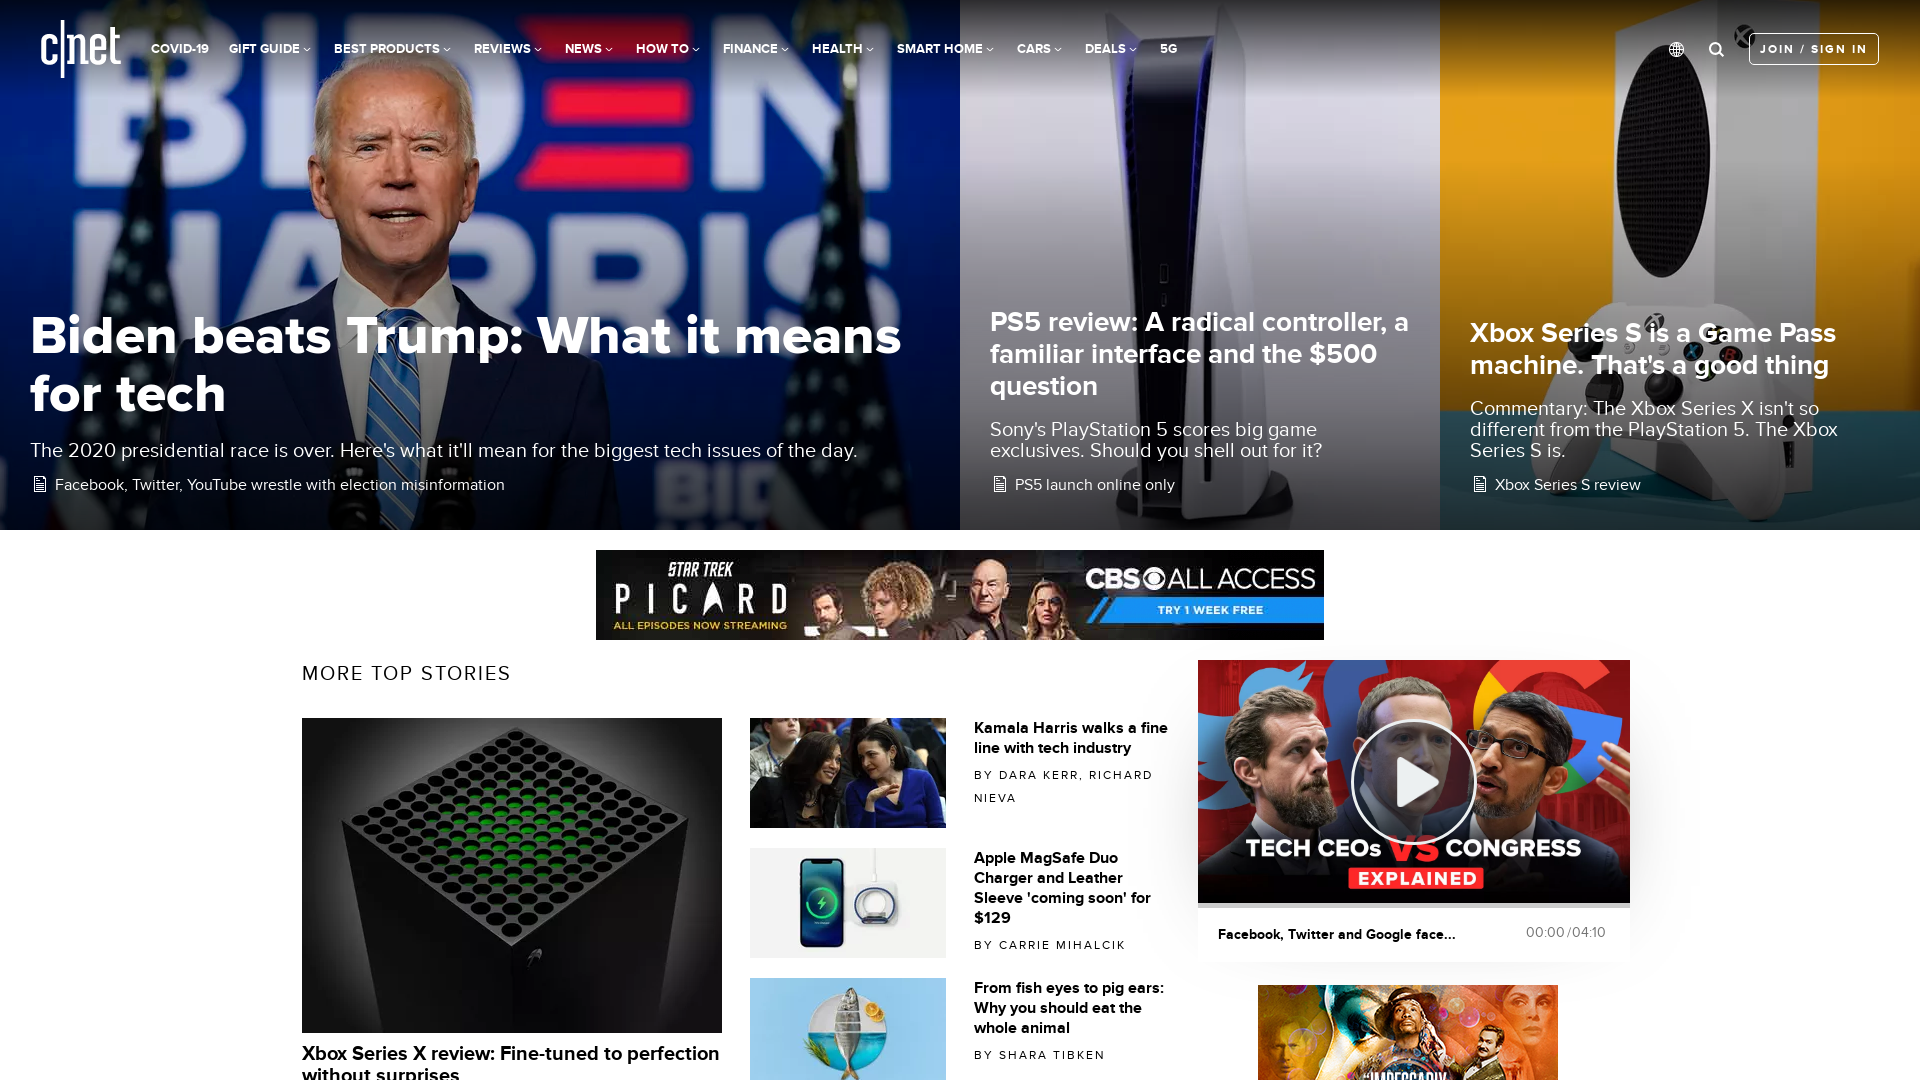 c|net
COVID-19
GIFT GUIDE
BEST PRODUCTS
REVIEWS
NEWS
HOW TO
FINANCE
HEALTH
SMART HOME
CARS
DEALS
5G
JOIN / SIGN IN
BIDEN
HARRIS
Biden beats Trump: What it means
for tech
The 2020 presidential race is over. Here's what it'll mean for the biggest tech issues of the day.
Facebook, Twitter, YouTube wrestle with election misinformation
PS5 review: A radical controller, a
familiar interface and the $500
question
Sony's PlayStation 5 scores big game
exclusives. Should you shell out for it?
PS5 launch online only
Xbox Series S is a Game Pass
machine. That's a good thing
Commentary: The Xbox Series X isn't so
different from the PlayStation 5. The Xbox
Series S is.
Xbox Series S review
STAR TREK
PICARD
ALL EPISODES NOW STREAMING
CBS ALL ACCESS
TRY 1 WEEK FREE
MORE TOP STORIES
Xbox Series X review: Fine-tuned to perfection
without surprises
Kamala Harris walks a fine
line with tech industry
BY DARA KERR, RICHARD
NIEVA
Apple MagSafe Duo
Charger and Leather
Sleeve 'coming soon' for
$129
BY CARRIE MIHALCIK
From fish eyes to pig ears:
Why you should eat the
whole animal
BY SHARA TIBKEN
TECH CEOs VS CONGRESS
EXPLAINED
Facebook, Twitter and Google face...
00:00 /04:10
"IMPECCABLY